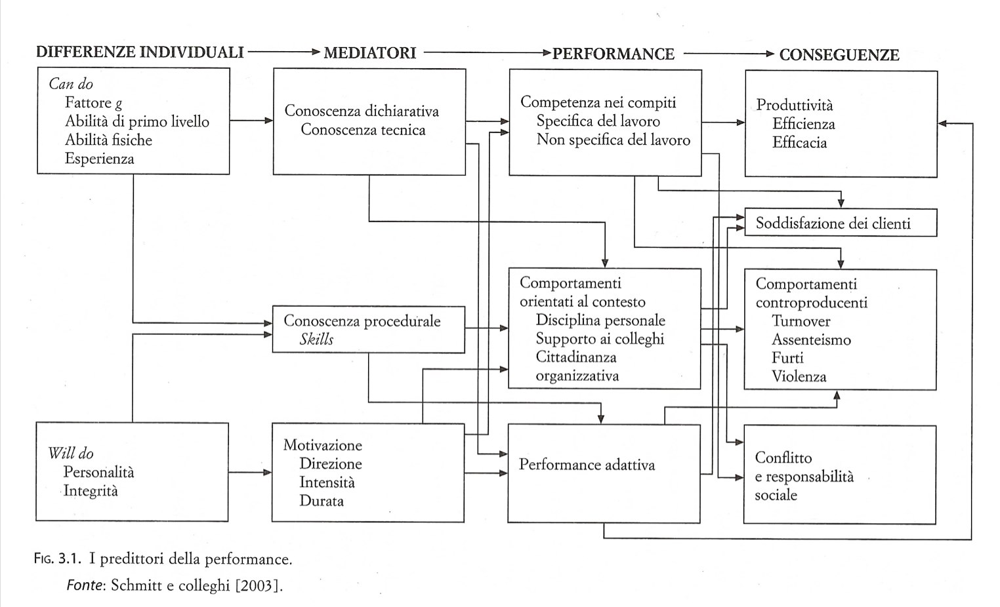 DIFFERENZE INDIVIDUALI
MEDIATORI
PERFORMANCE
CONSEGUENZE
Can do
Fattore g
Abilità di primo livello
Abilità fisiche
Esperienza
Conoscenza dichiarativa
Conoscenza tecnica
Competenza nei compiti
Specifica del lavoro
Non specifica del lavoro
Produttività
Efficienza
Efficacia
Soddisfazione dei clienti
Conoscenza procedurale
Skills
Comportamenti
orientati al contesto
Disciplina personale
Supporto ai colleghi
Cittadinanza
organizzativa
Comportamenti
controproducenti
Turnover
Assenteismo
Furti
Violenza
Will do
Personalità
Integrità
Motivazione
Direzione
Intensità
Durata
Performance adattiva
Conflitto
e responsabilità
sociale
FIG. 3.1. I predittori della performance.
Fonte: Schmitt e colleghi [2003].